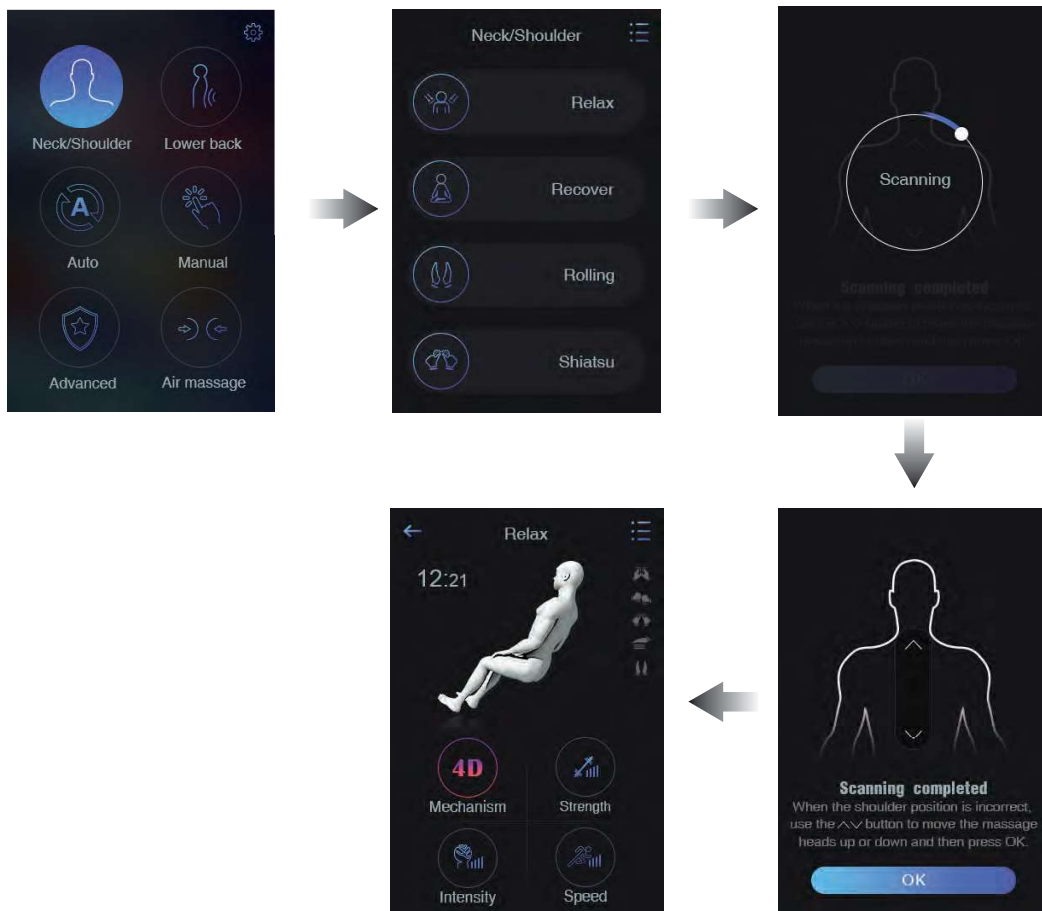 Neck/Shoulder
Lower back
A
Auto
Manual
Advanced
Air massage
Neck/Shoulder
Relax
Recover
Rolling
Shiatsu
Scanning
Scanning completed
Scanning completed
When the shoulder position is incorrect,
use the button to move the massage
heads up or down and then press OK.
OK
Relax
12:21
4D
Mechanism
Strength
Intensity
Speed